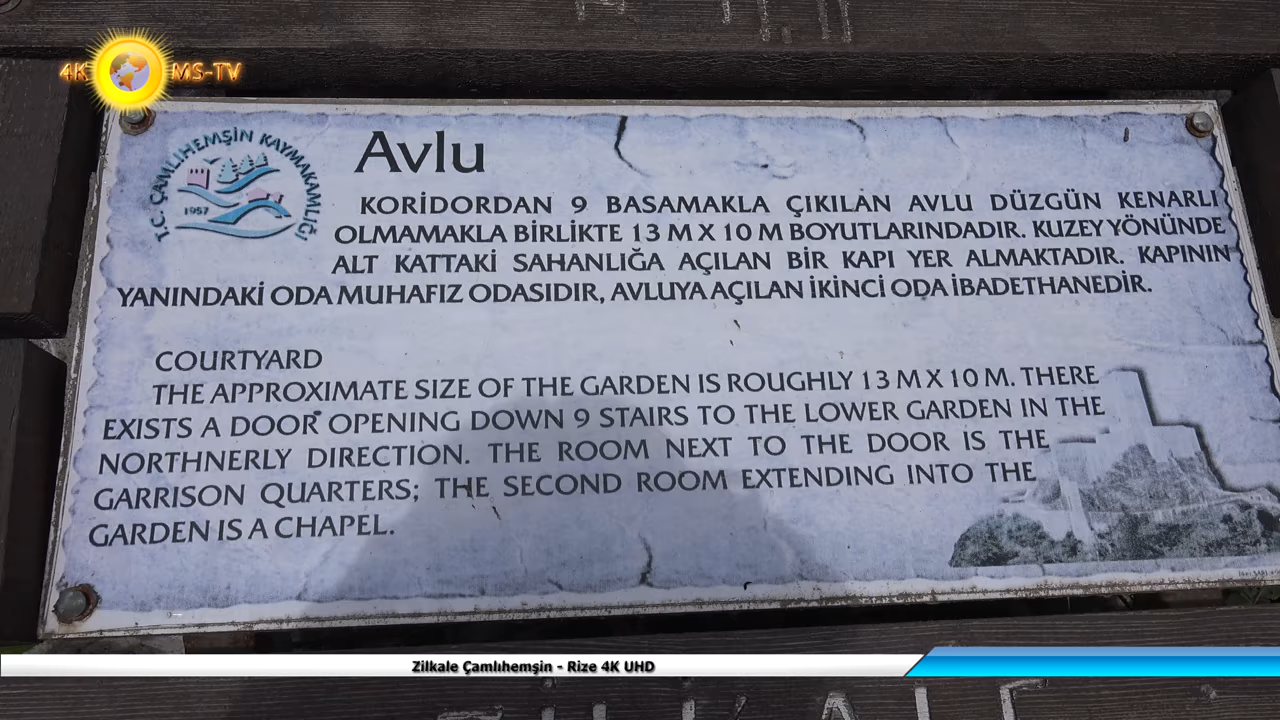 4K MS-TV
T.C. ÇAMLIHEMŞİN KAYMAKAMLIĞI
1957
Avlu
KORİDORDAN 9 BASAMAKLA ÇIKILAN AVLU DÜZGÜN KENARLI
OLMAMAKLA BİRLİKTE 13 M X 10 M BOYUTLARINDADIR. KUZEY YÖNÜNDE
ALT KATTAKİ SAHANLIĞA AÇILAN BİR KAPI YER ALMAKTADIR. KAPININ
YANINDAKİ ODA MUHAFIZ ODASIDIR, AVLUYA AÇILAN İKİNCİ ODA İBADETHANEDİR.
COURTYARD
THE APPROXIMATE SIZE OF THE GARDEN IS ROUGHLY 13 M X 10 M. THERE
EXISTS A DOOR OPENING DOWN 9 STAIRS TO THE LOWER GARDEN IN THE
NORTHNERLY DIRECTION. THE ROOM NEXT TO THE DOOR IS THE
GARRISON QUARTERS; THE SECOND ROOM EXTENDING INTO THE
GARDEN IS A CHAPEL.
Zilkale Çamlıhemşin - Rize 4K UHD